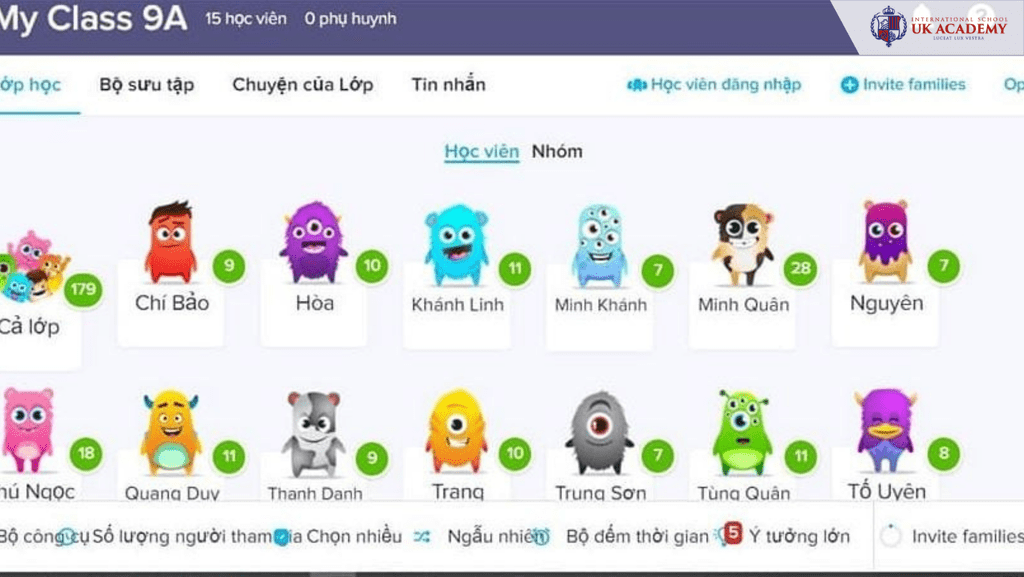 My Class 9A 15 học viên 0 phụ huynh
INTERNATIONAL SCHOOL
UK ACADEMY
LUCEAT LUX VESTRA
ớp học Bộ sưu tập Chuyện của Lớp Tin nhắn Học viên đăng nhập Invite families Op
Học viên Nhóm
179 9 10 11 7 28 7
Cả lớp Chí Bảo Hòa Khánh Linh Minh Khánh Minh Quân Nguyên
18 11 9 10 7 11 8
hú Ngọc Quang Duy Thanh Danh Trang Trung Sơn Tùng Quân Tố Uyên
Bộ công cụ Số lượng người tham gia Chọn nhiều Ngẫu nhiên Bộ đếm thời gian 5 Ý tưởng lớn Invite families